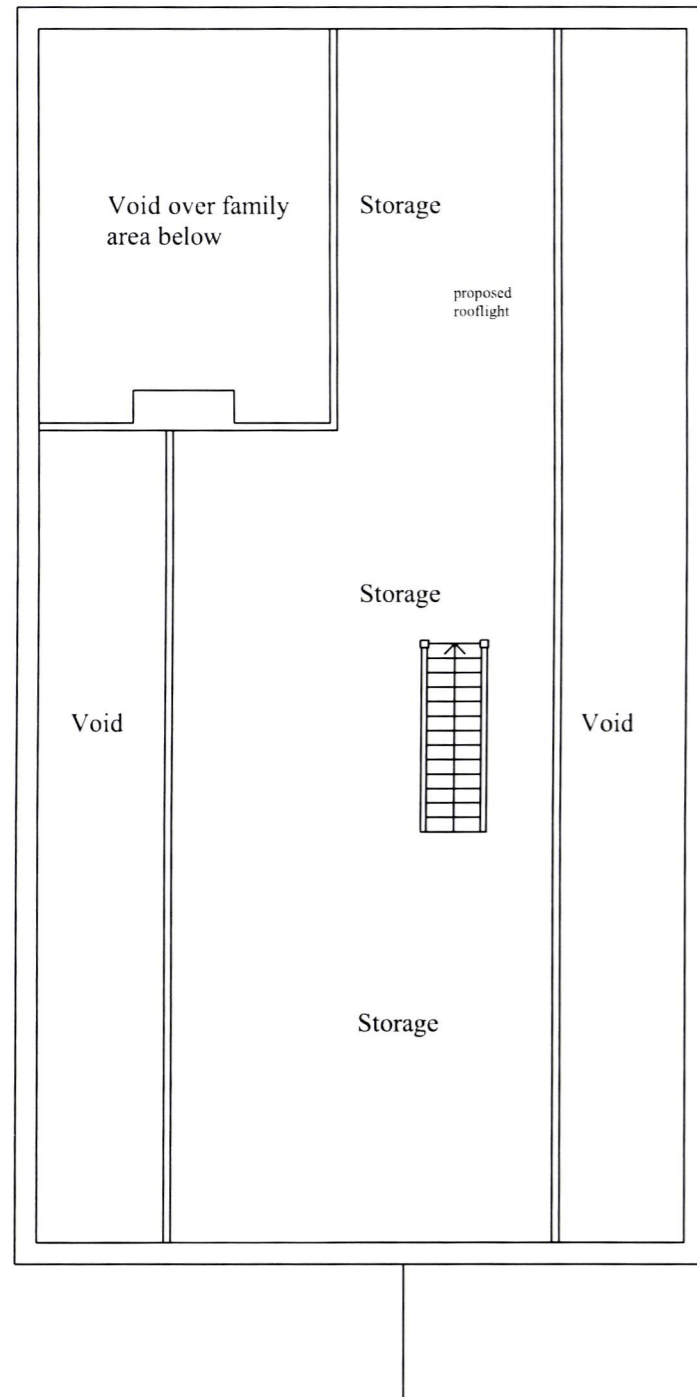 Void over family
area below
Storage
proposed
rooflight
Storage
Void
Void
Storage